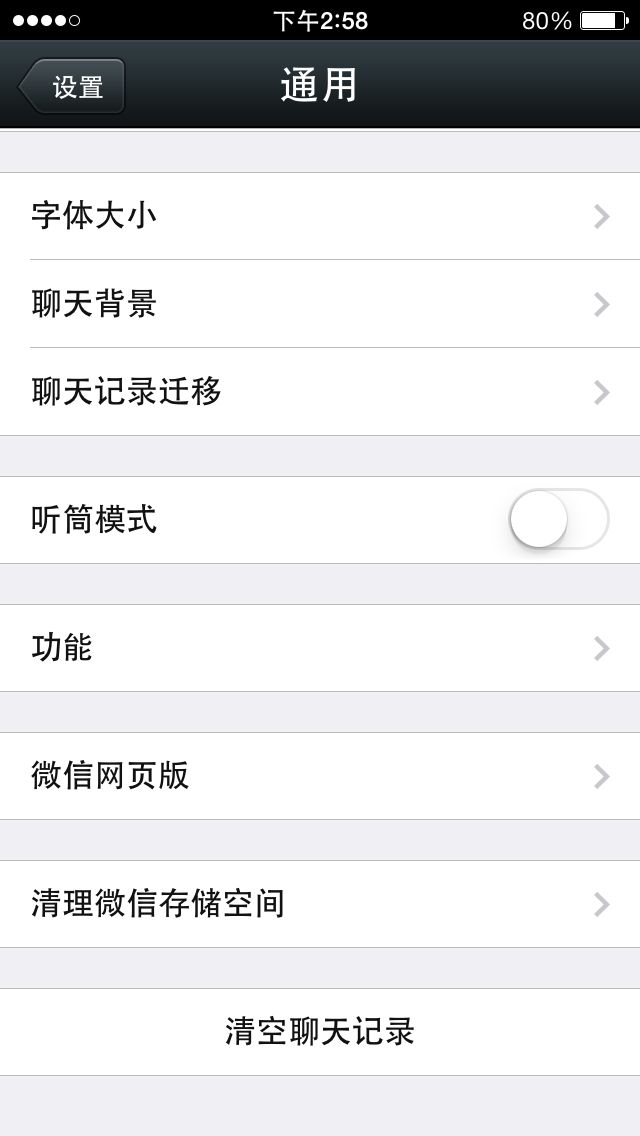 下午2:58 80%
设置 通用
字体大小
聊天背景
聊天记录迁移
听筒模式
功能
微信网页版
清理微信存储空间
清空聊天记录